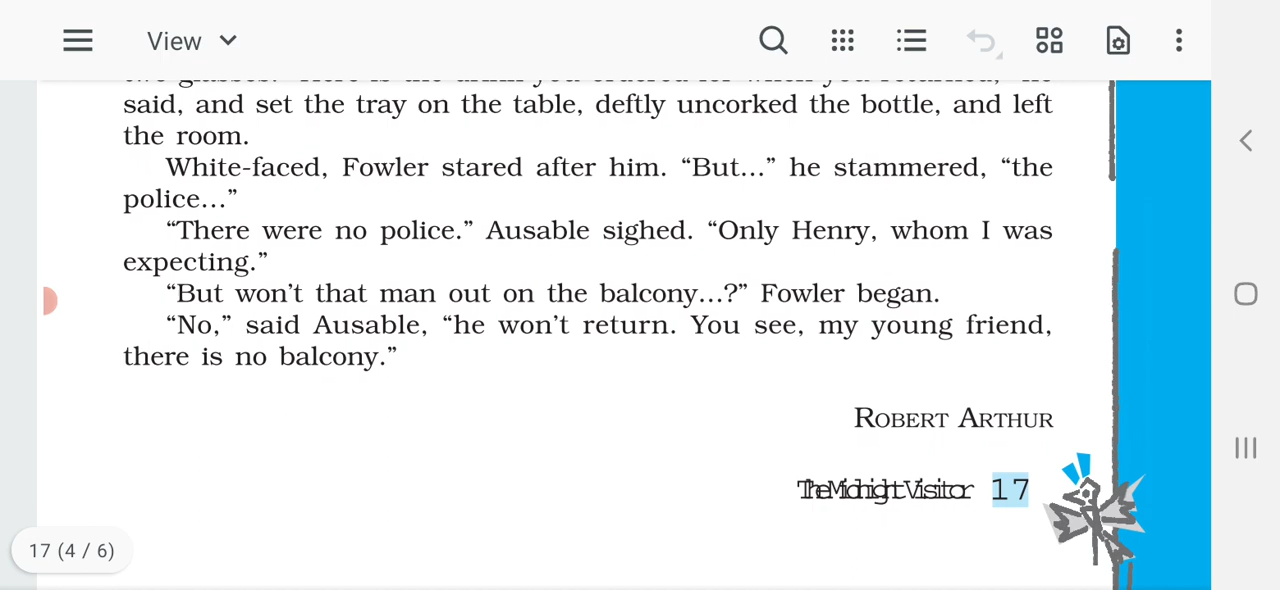 View
said, and set the tray on the table, deftly uncorked the bottle, and left
the room.
White-faced, Fowler stared after him. “But...” he stammered, “the
police...”
“There were no police.” Ausable sighed. “Only Henry, whom I was
expecting.”
“But won’t that man out on the balcony...?” Fowler began.
“No,” said Ausable, “he won’t return. You see, my young friend,
there is no balcony.”
ROBERT ARTHUR
The Midnight Visitor 17
17 (4 / 6)